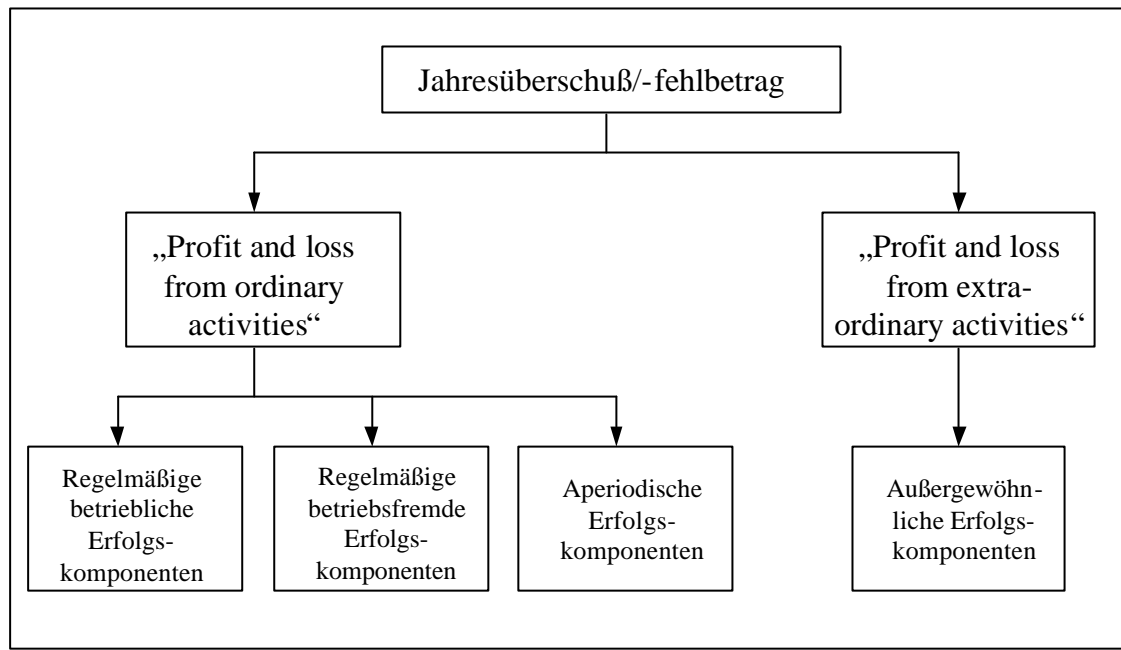 Jahresüberschuß/-fehlbetrag
„Profit and loss
from ordinary
activities“
„Profit and loss
from extra-
ordinary activities“
Regelmäßige
betriebliche
Erfolgs-
komponenten
Regelmäßige
betriebsfremde
Erfolgs-
komponenten
Aperiodische
Erfolgs-
komponenten
Außergewöhn-
liche Erfolgs-
komponenten